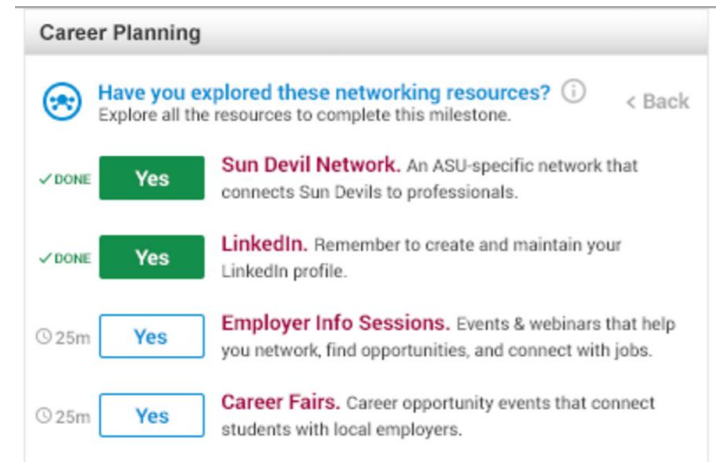 Career Planning
Have you explored these networking resources?
Explore all the resources to complete this milestone.
< Back
✓ DONE
Yes
Sun Devil Network. An ASU-specific network that
connects Sun Devils to professionals.
✓ DONE
Yes
LinkedIn. Remember to create and maintain your
LinkedIn profile.
25m
Yes
Employer Info Sessions. Events & webinars that help
you network, find opportunities, and connect with jobs.
25m
Yes
Career Fairs. Career opportunity events that connect
students with local employers.